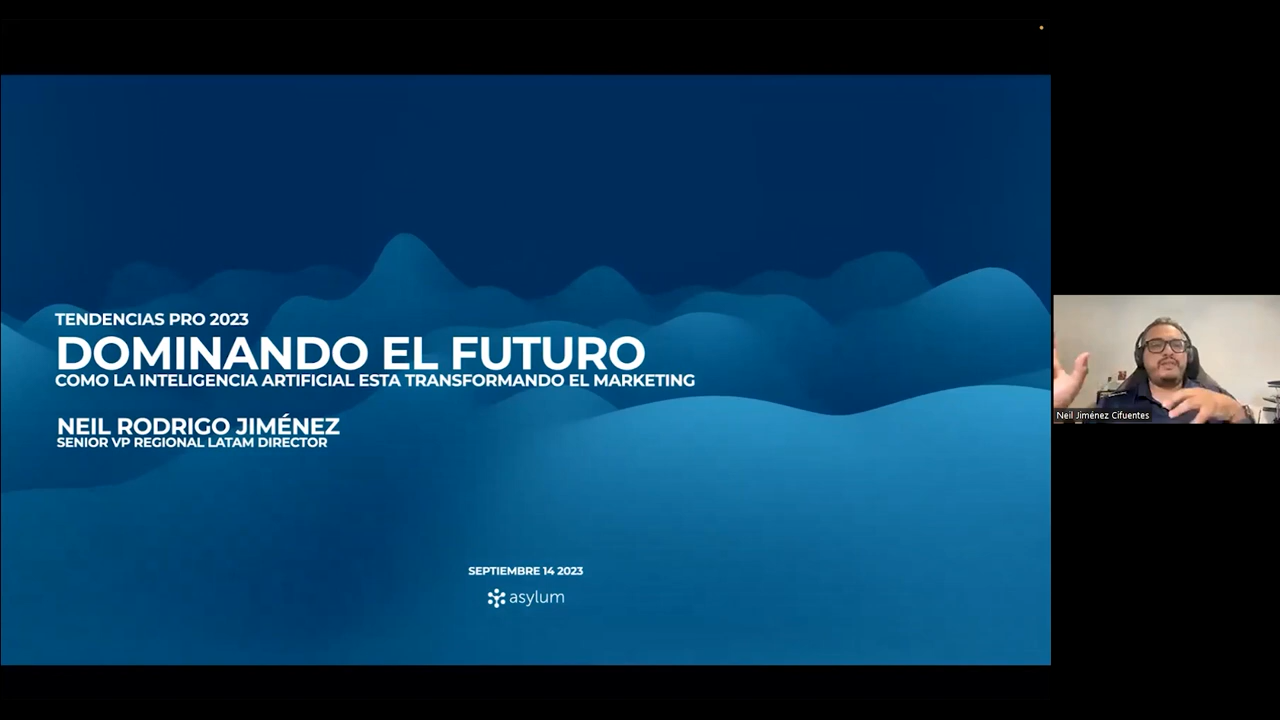 TENDENCIAS PRO 2023
DOMINANDO EL FUTURO
COMO LA INTELIGENCIA ARTIFICIAL ESTA TRANSFORMANDO EL MARKETING
NEIL RODRIGO JIMÉNEZ
SENIOR VP REGIONAL LATAM DIRECTOR
SEPTIEMBRE 14 2023
asylum
Neil Jiménez Cifuentes